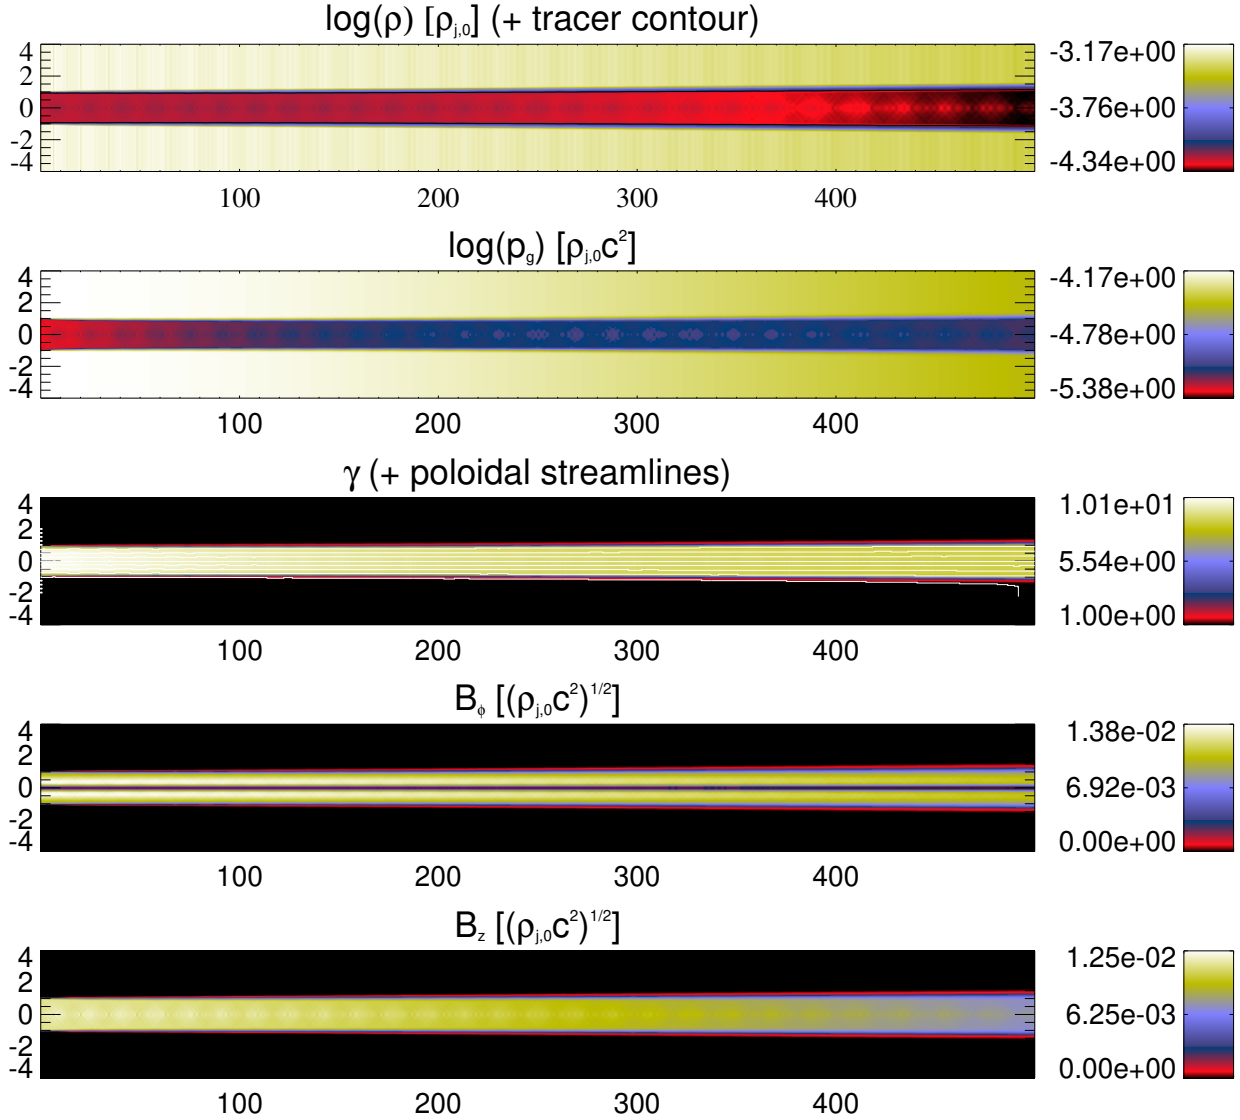 log(ρ) [ρj,0] (+ tracer contour)
4
2
0
-2
-4
100 200 300 400
-3.17e+00
-3.76e+00
-4.34e+00
log(pg) [ρj,0c²]
4
2
0
-2
-4
100 200 300 400
-4.17e+00
-4.78e+00
-5.38e+00
γ (+ poloidal streamlines)
4
2
0
-2
-4
100 200 300 400
1.01e+01
5.54e+00
1.00e+00
Bϕ [(ρj,0c²)1/2]
4
2
0
-2
-4
100 200 300 400
1.38e-02
6.92e-03
0.00e+00
Bz [(ρj,0c²)1/2]
4
2
0
-2
-4
100 200 300 400
1.25e-02
6.25e-03
0.00e+00